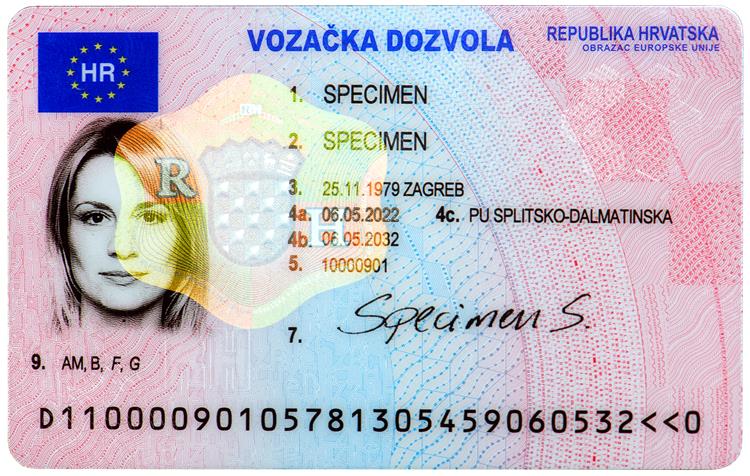 VOZAČKA DOZVOLA
REPUBLIKA HRVATSKA
OBRAZAC EUROPSKE UNIJE
HR
1. SPECIMEN
2. SPECIMEN
3. 25.11.1979 ZAGREB
4a. 06.05.2022 4c. PU SPLITSKO-DALMATINSKA
4b. 06.05.2032
5. 10000901
R H
7. Specimen S.
9. AM, B, F, G
D11000090105781305459060532<<0